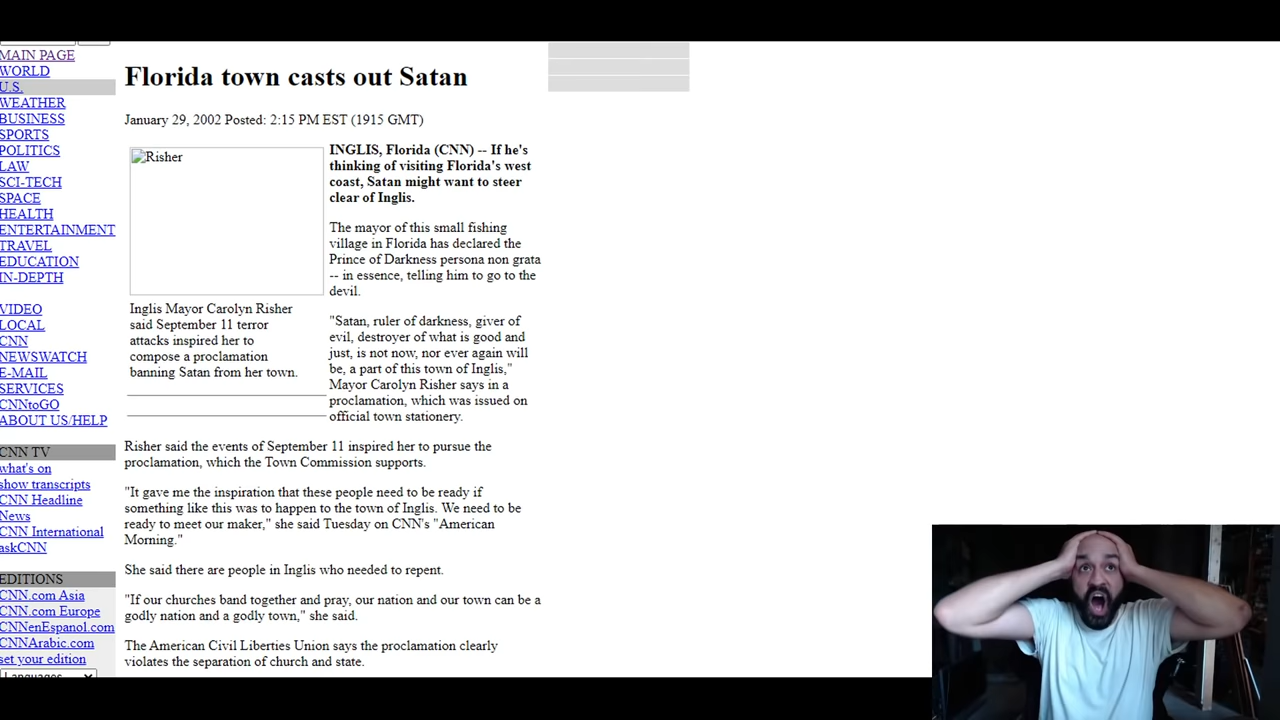 MAIN PAGE
WORLD
U.S.
WEATHER
BUSINESS
SPORTS
POLITICS
LAW
SCI-TECH
SPACE
HEALTH
ENTERTAINMENT
TRAVEL
EDUCATION
IN-DEPTH
VIDEO
LOCAL
CNN
NEWSWATCH
E-MAIL
SERVICES
CNNtoGO
ABOUT US/HELP
CNN TV
what's on
show transcripts
CNN Headline
News
CNN International
askCNN
EDITIONS
CNN.com Asia
CNN.com Europe
CNNenEspanol.com
CNNArabic.com
set your edition
Languages
Florida town casts out Satan
January 29, 2002 Posted: 2:15 PM EST (1915 GMT)
Risher
Inglis Mayor Carolyn Risher
said September 11 terror
attacks inspired her to
compose a proclamation
banning Satan from her town.
INGLIS, Florida (CNN) -- If he's
thinking of visiting Florida's west
coast, Satan might want to steer
clear of Inglis.
The mayor of this small fishing
village in Florida has declared the
Prince of Darkness persona non grata
-- in essence, telling him to go to the
devil.
"Satan, ruler of darkness, giver of
evil, destroyer of what is good and
just, is not now, nor ever again will
be, a part of this town of Inglis,"
Mayor Carolyn Risher says in a
proclamation, which was issued on
official town stationery.
Risher said the events of September 11 inspired her to pursue the
proclamation, which the Town Commission supports.
"It gave me the inspiration that these people need to be ready if
something like this was to happen to the town of Inglis. We need to be
ready to meet our maker," she said Tuesday on CNN's "American
Morning."
She said there are people in Inglis who needed to repent.
"If our churches band together and pray, our nation and our town can be a
godly nation and a godly town," she said.
The American Civil Liberties Union says the proclamation clearly
violates the separation of church and state.